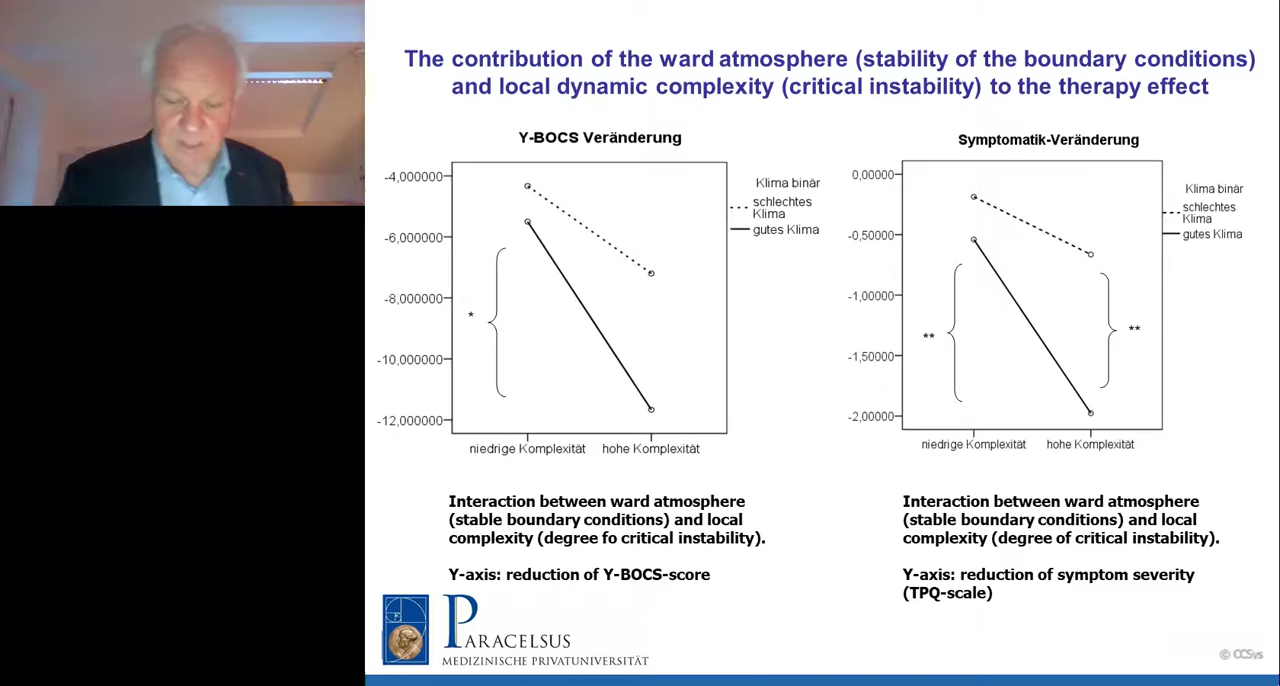 The contribution of the ward atmosphere (stability of the boundary conditions)
and local dynamic complexity (critical instability) to the therapy effect
Y-BOCS Veränderung
-4,000000
-6,000000
-8,000000
-10,000000
-12,000000
*
niedrige Komplexität
hohe Komplexität
Klima binär
schlechtes
Klima
gutes Klima
Symptomatik-Veränderung
0,00000
-0,50000
-1,00000
-1,50000
-2,00000
**
**
niedrige Komplexität
hohe Komplexität
Klima binär
schlechtes
Klima
gutes Klima
Interaction between ward atmosphere
(stable boundary conditions) and local
complexity (degree fo critical instability).
Y-axis: reduction of Y-BOCS-score
Interaction between ward atmosphere
(stable boundary conditions) and local
complexity (degree of critical instability).
Y-axis: reduction of symptom severity
(TPQ-scale)
PARACELSUS
MEDIZINISCHE PRIVATUNIVERSITÄT
© CCSys